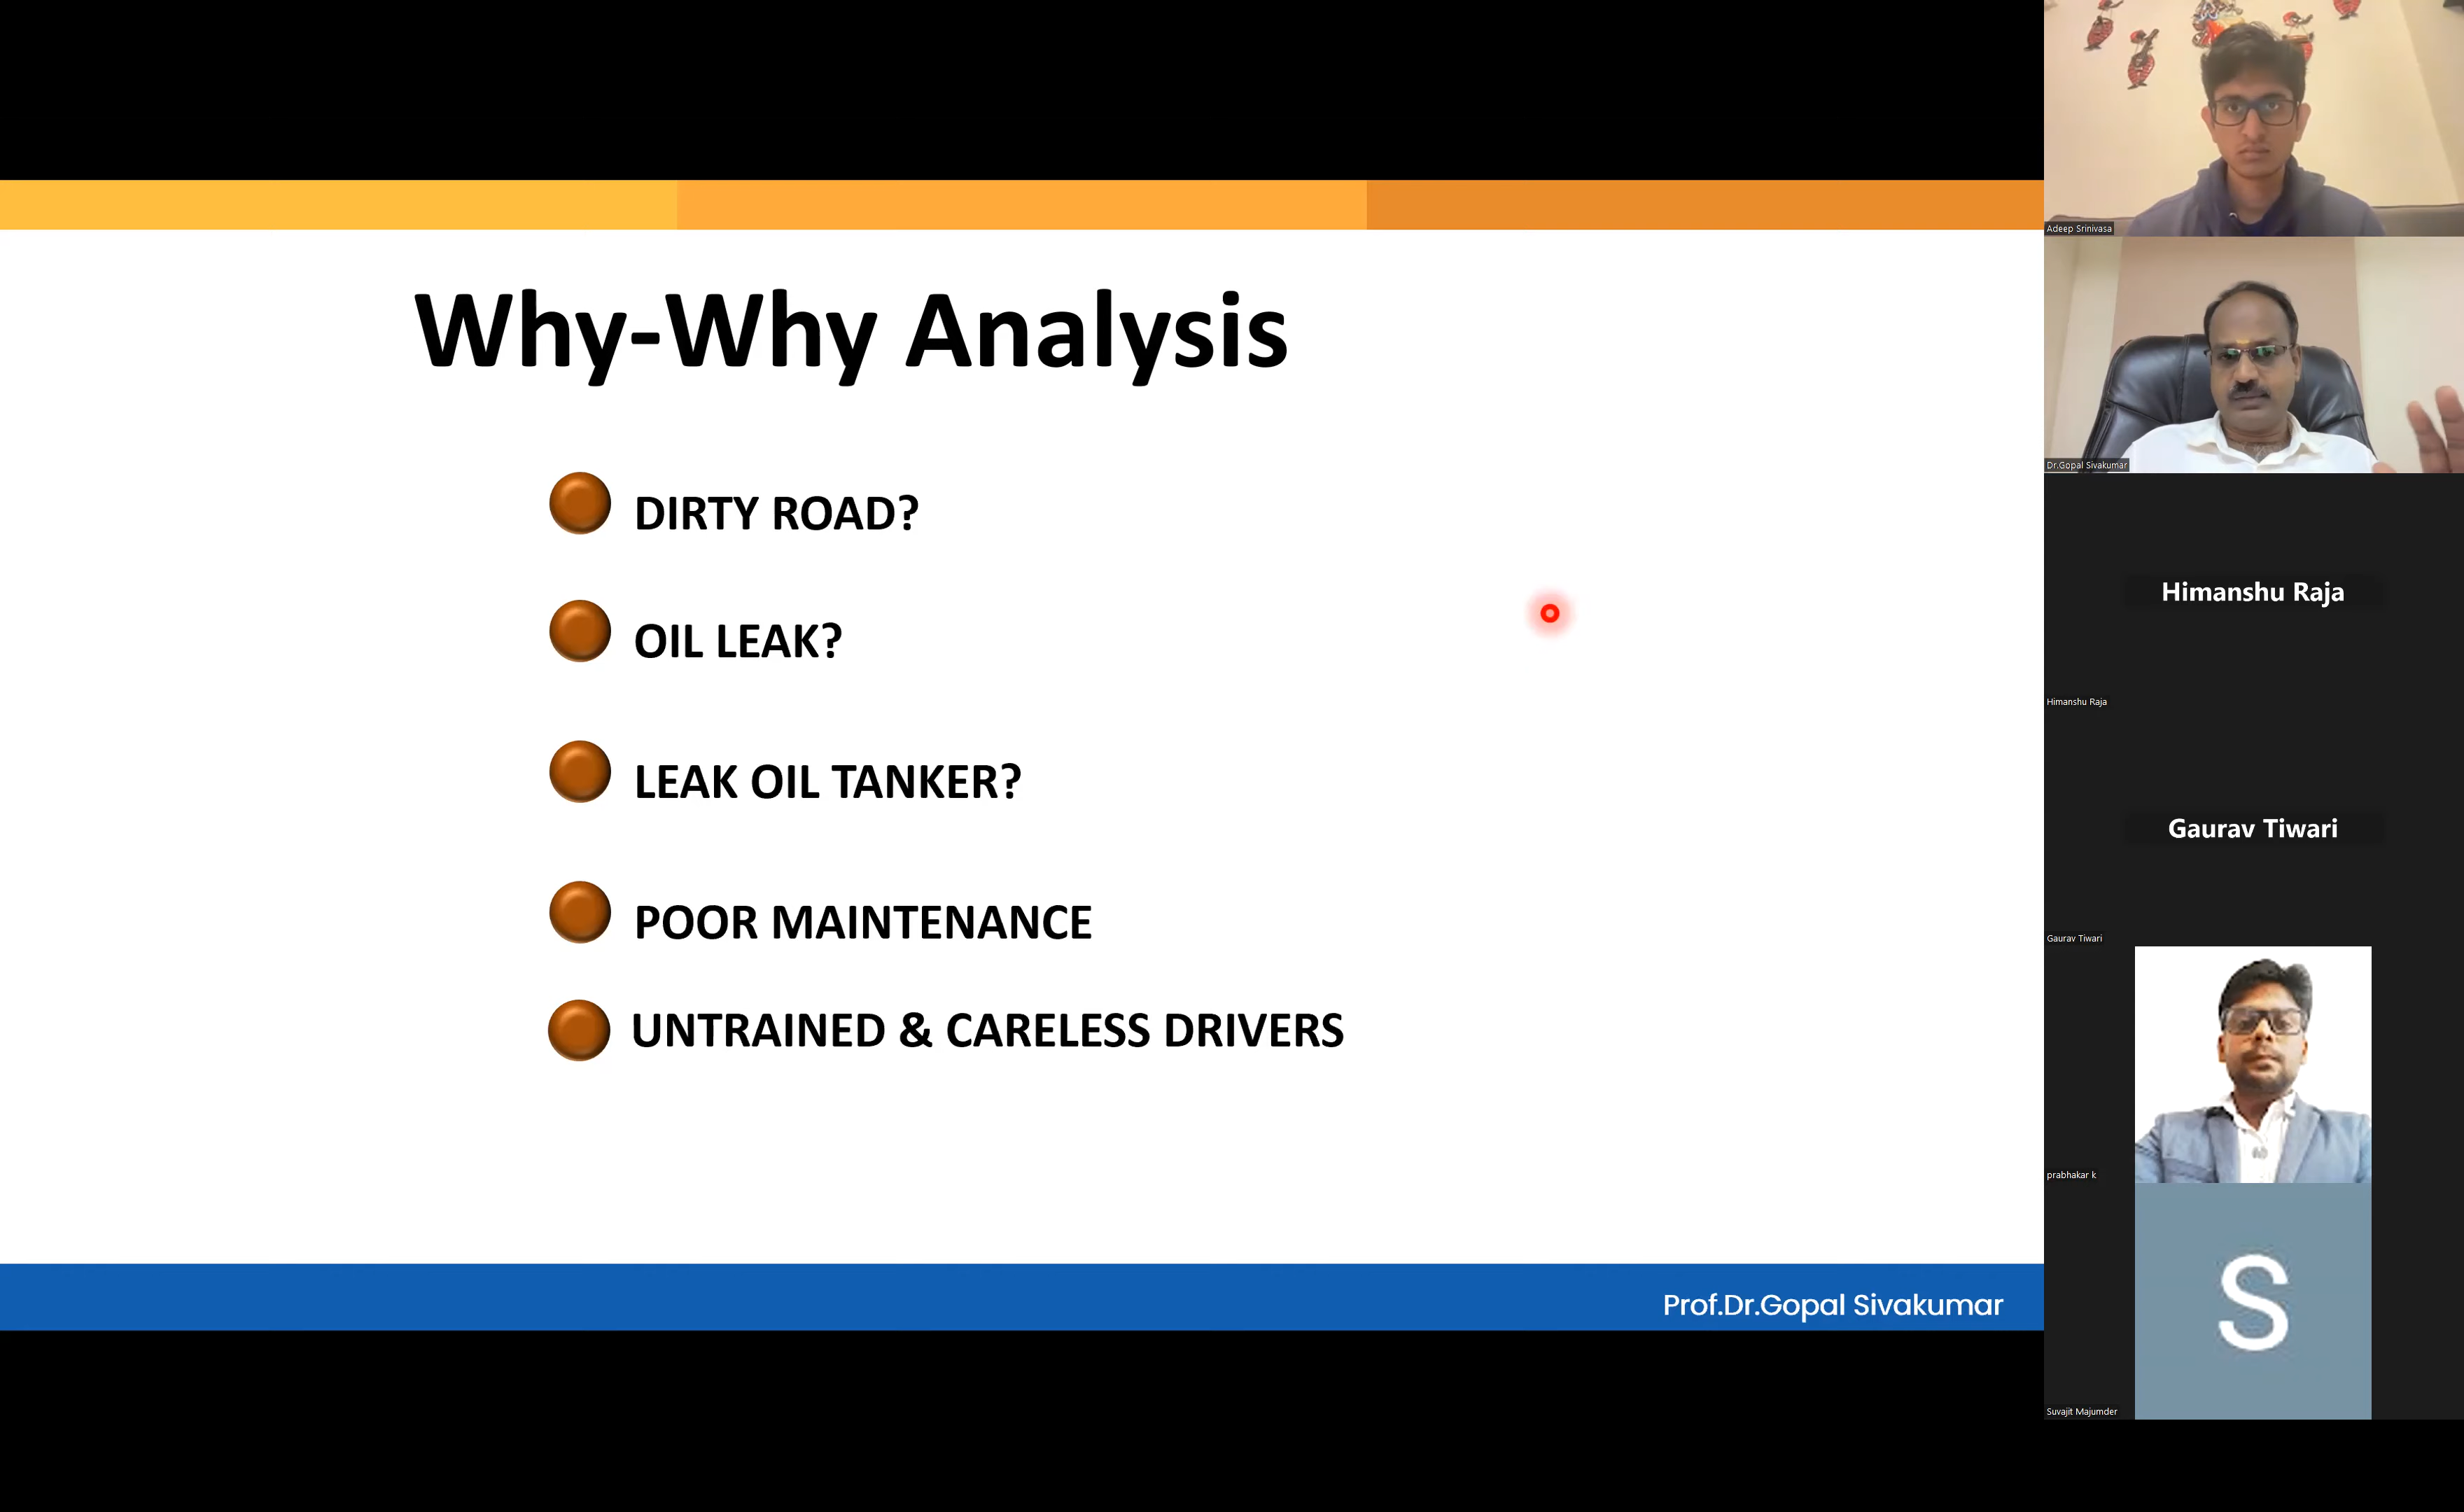 Why-Why Analysis
DIRTY ROAD?
OIL LEAK?
LEAK OIL TANKER?
POOR MAINTENANCE
UNTRAINED & CARELESS DRIVERS
Prof.Dr.Gopal Sivakumar
Adeep Srinivasa
Dr.Gopal Sivakumar
Himanshu Raja
Himanshu Raja
Gaurav Tiwari
Gaurav Tiwari
prabhakar k
S
Suvajit Majumder